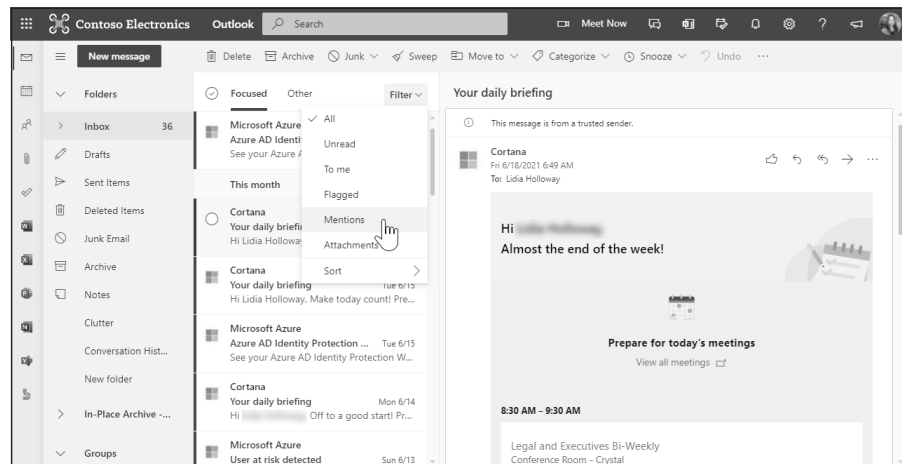 Contoso Electronics Outlook Search Meet Now
New message Delete Archive Junk Sweep Move to Categorize Snooze Undo
Folders
Inbox 36
Drafts
Sent Items
Deleted Items
Junk Email
Archive
Notes
Clutter
Conversation Hist...
New folder
In-Place Archive -...
Groups
Focused Other Filter
All
Unread
To me
Flagged
Mentions
Attachments
Sort
Microsoft Azure
Azure AD Identi
See your Azure A
This month
Cortana
Your daily briefi
Hi Lidia Holloway
Cortana
Your daily briefing Tue 6/15
Hi Lidia Holloway, Make today count! Pre...
Microsoft Azure
Azure AD Identity Protection ... Tue 6/15
See your Azure AD Identity Protection W...
Cortana
Your daily briefing Mon 6/14
Hi Off to a good start! Pr...
Microsoft Azure
User at risk detected Sun 6/13
Your daily briefing
This message is from a trusted sender.
Cortana
Fri 6/18/2021 6:49 AM
To: Lidia Holloway
Hi
Almost the end of the week!
Prepare for today's meetings
View all meetings
8:30 AM – 9:30 AM
Legal and Executives Bi-Weekly
Conference Room - Crystal